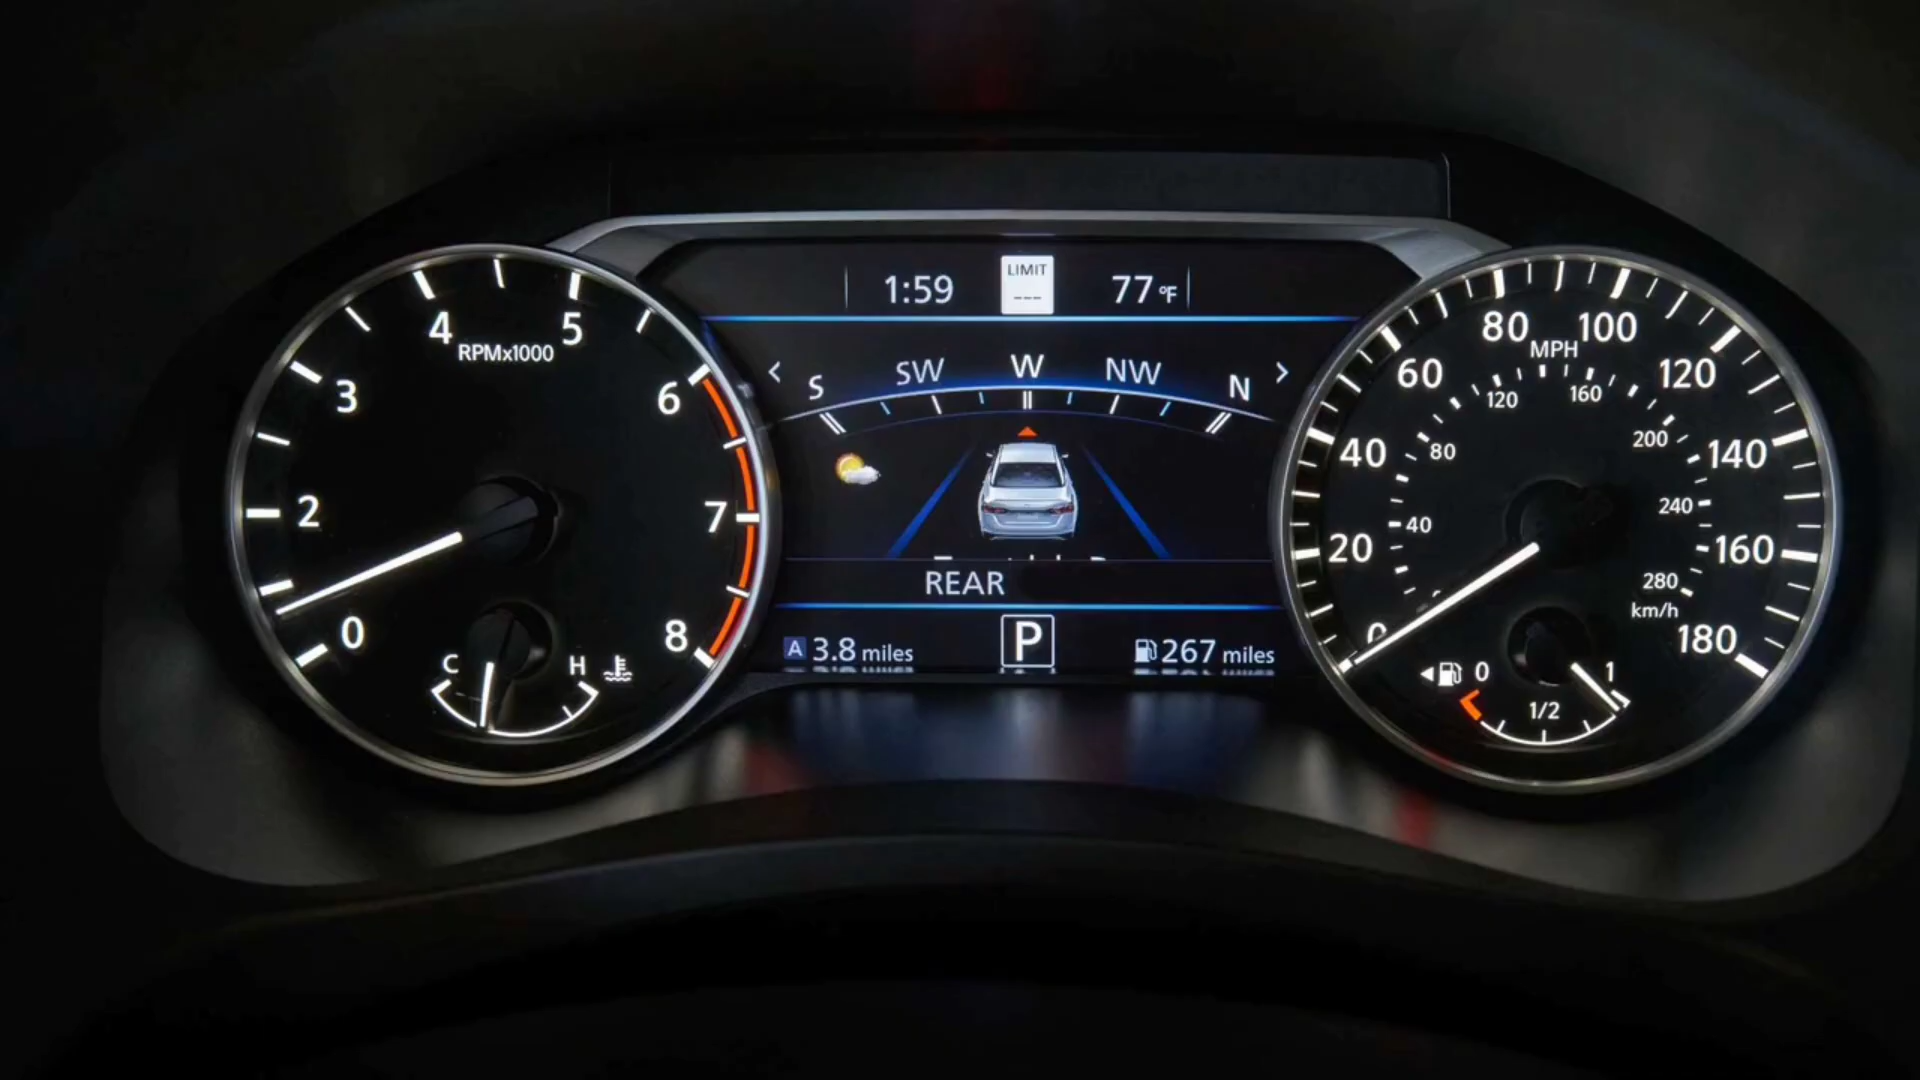 1:59
LIMIT
---
77 °F
S SW W NW N
REAR
A 3.8 miles
P
267 miles
0
2
3
4
5
6
7
8
RPMx1000
C H
0
20
40
60
80
100
120
140
160
180
MPH
40
80
120
160
200
240
280
km/h
0 1/2 1